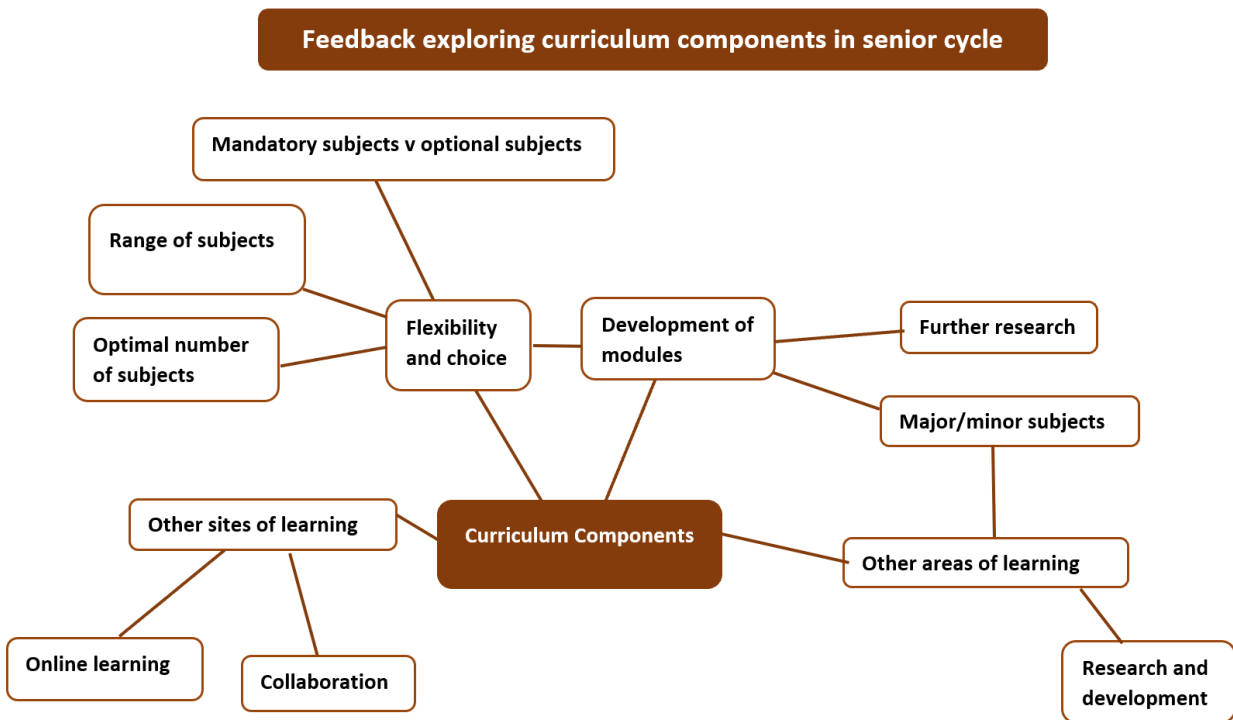 Feedback exploring curriculum components in senior cycle
Mandatory subjects v optional subjects
Range of subjects
Optimal number
of subjects
Flexibility
and choice
Development of
modules
Further research
Major/minor subjects
Other sites of learning
Curriculum Components
Other areas of learning
Online learning
Collaboration
Research and
development